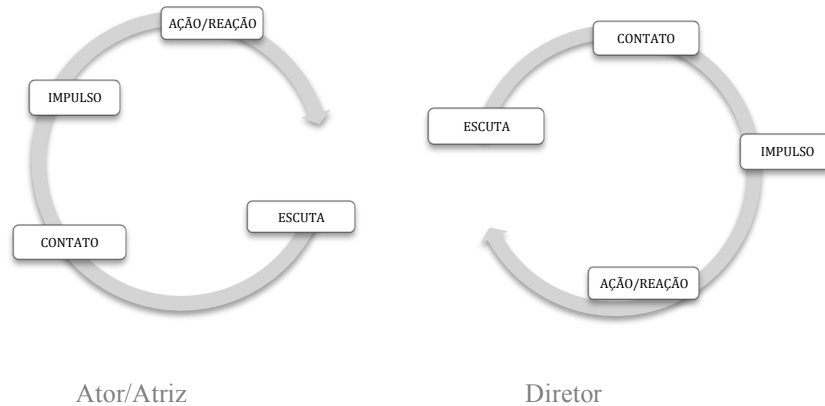 AÇÃO/REAÇÃO
IMPULSO
CONTATO
ESCUTA
Ator/Atriz
CONTATO
ESCUTA
IMPULSO
AÇÃO/REAÇÃO
Diretor